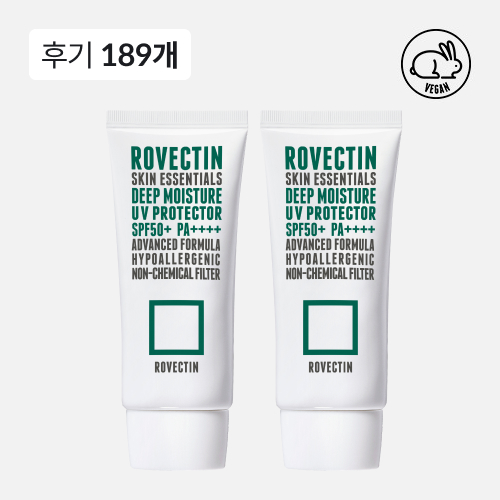 후기 189개
VEGAN
ROVECTIN
SKIN ESSENTIALS
DEEP MOISTURE
UV PROTECTOR
SPF50+ PA++++
ADVANCED FORMULA
HYPOALLERGENIC
NON-CHEMICAL FILTER
ROVECTIN
ROVECTIN
SKIN ESSENTIALS
DEEP MOISTURE
UV PROTECTOR
SPF50+ PA++++
ADVANCED FORMULA
HYPOALLERGENIC
NON-CHEMICAL FILTER
ROVECTIN